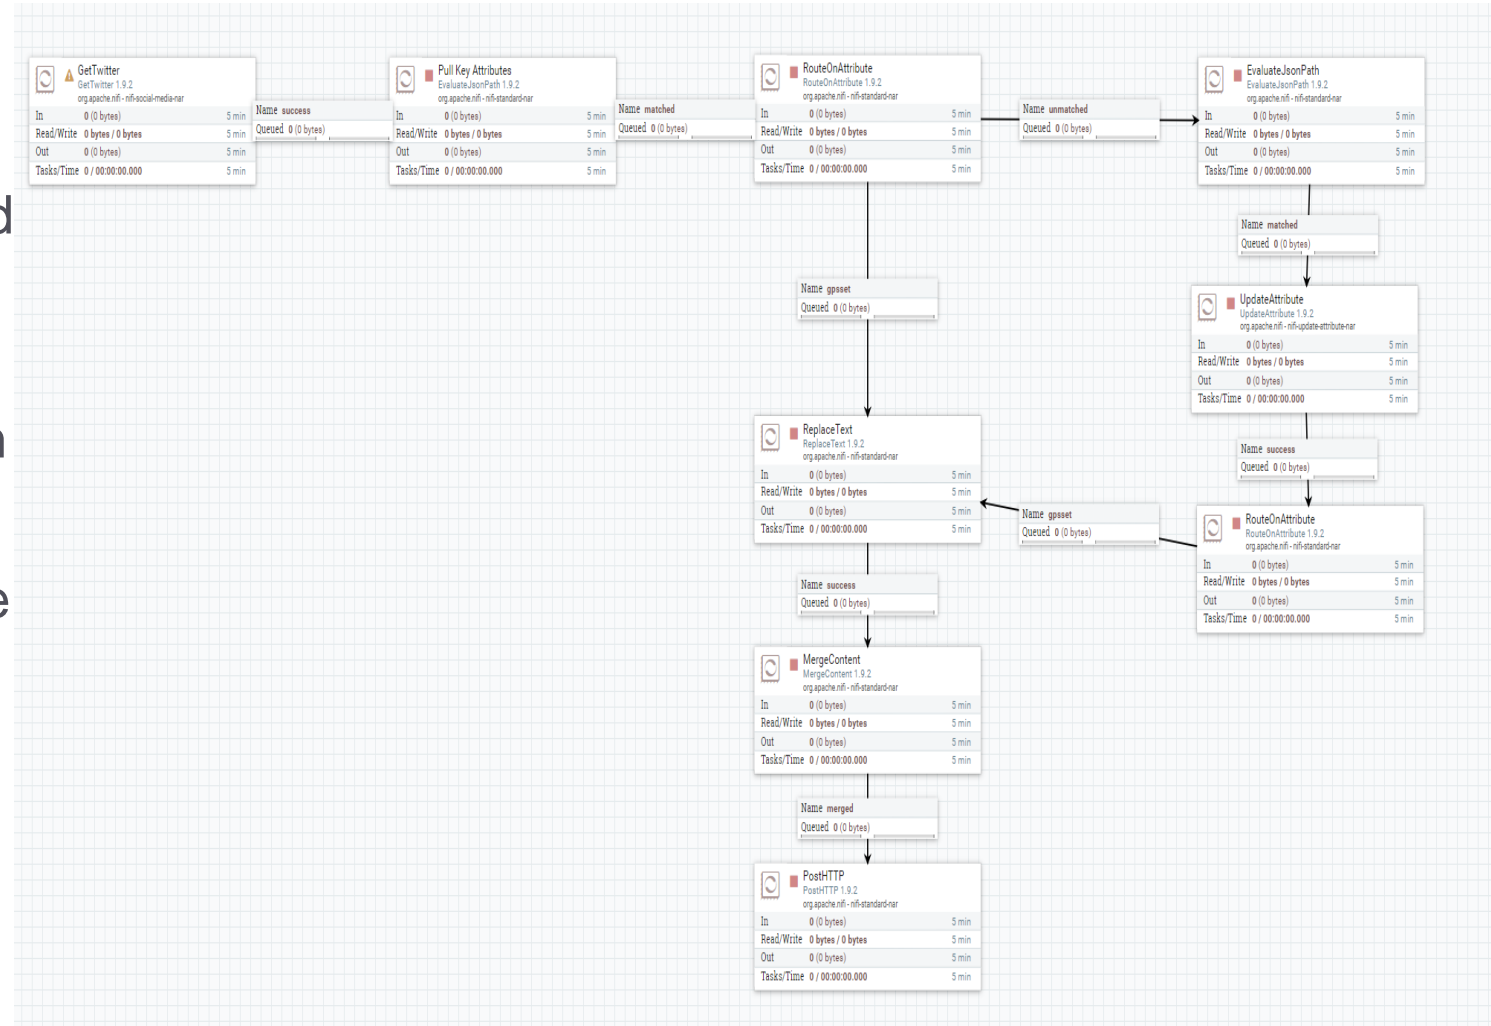 GetTwitter
GetTwitter 1.9.2
org.apache.nifi - nifi-social-media-nar
In 0 (0 bytes) 5 min
Read/Write 0 bytes / 0 bytes 5 min
Out 0 (0 bytes) 5 min
Tasks/Time 0 / 00:00:00.000 5 min
Name success
Queued 0 (0 bytes)
Pull Key Attributes
EvaluateJsonPath 1.9.2
org.apache.nifi - nifi-standard-nar
In 0 (0 bytes) 5 min
Read/Write 0 bytes / 0 bytes 5 min
Out 0 (0 bytes) 5 min
Tasks/Time 0 / 00:00:00.000 5 min
Name matched
Queued 0 (0 bytes)
RouteOnAttribute
RouteOnAttribute 1.9.2
org.apache.nifi - nifi-standard-nar
In 0 (0 bytes) 5 min
Read/Write 0 bytes / 0 bytes 5 min
Out 0 (0 bytes) 5 min
Tasks/Time 0 / 00:00:00.000 5 min
Name unmatched
Queued 0 (0 bytes)
EvaluateJsonPath
EvaluateJsonPath 1.9.2
org.apache.nifi - nifi-standard-nar
In 0 (0 bytes) 5 min
Read/Write 0 bytes / 0 bytes 5 min
Out 0 (0 bytes) 5 min
Tasks/Time 0 / 00:00:00.000 5 min
d
Name matched
Queued 0 (0 bytes)
Name gpsset
Queued 0 (0 bytes)
UpdateAttribute
UpdateAttribute 1.9.2
org.apache.nifi - nifi-update-attribute-nar
In 0 (0 bytes) 5 min
Read/Write 0 bytes / 0 bytes 5 min
Out 0 (0 bytes) 5 min
Tasks/Time 0 / 00:00:00.000 5 min
n
Name success
Queued 0 (0 bytes)
ReplaceText
ReplaceText 1.9.2
org.apache.nifi - nifi-standard-nar
In 0 (0 bytes) 5 min
Read/Write 0 bytes / 0 bytes 5 min
Out 0 (0 bytes) 5 min
Tasks/Time 0 / 00:00:00.000 5 min
Name gpsset
Queued 0 (0 bytes)
RouteOnAttribute
RouteOnAttribute 1.9.2
org.apache.nifi - nifi-standard-nar
In 0 (0 bytes) 5 min
Read/Write 0 bytes / 0 bytes 5 min
Out 0 (0 bytes) 5 min
Tasks/Time 0 / 00:00:00.000 5 min
e
Name success
Queued 0 (0 bytes)
MergeContent
MergeContent 1.9.2
org.apache.nifi - nifi-standard-nar
In 0 (0 bytes) 5 min
Read/Write 0 bytes / 0 bytes 5 min
Out 0 (0 bytes) 5 min
Tasks/Time 0 / 00:00:00.000 5 min
Name merged
Queued 0 (0 bytes)
PostHTTP
PostHTTP 1.9.2
org.apache.nifi - nifi-standard-nar
In 0 (0 bytes) 5 min
Read/Write 0 bytes / 0 bytes 5 min
Out 0 (0 bytes) 5 min
Tasks/Time 0 / 00:00:00.000 5 min